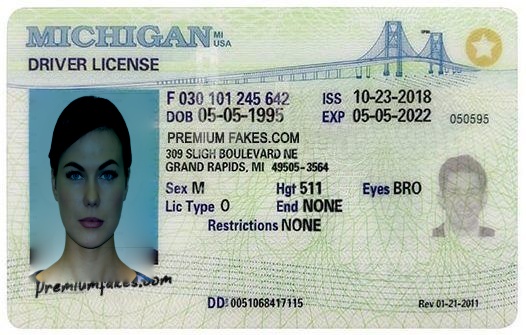 MICHIGAN MI USA
DRIVER LICENSE
F 030 101 245 642 ISS 10-23-2018
DOB 05-05-1995 EXP 05-05-2022 050595
PREMIUM FAKES.COM
309 SLIGH BOULEVARD NE
GRAND RAPIDS, MI 49505-3564
Sex M Hgt 511 Eyes BRO
Lic Type O End NONE
Restrictions NONE
premiumfakes.com
DD: 0051068417115 Rev 01-21-2011